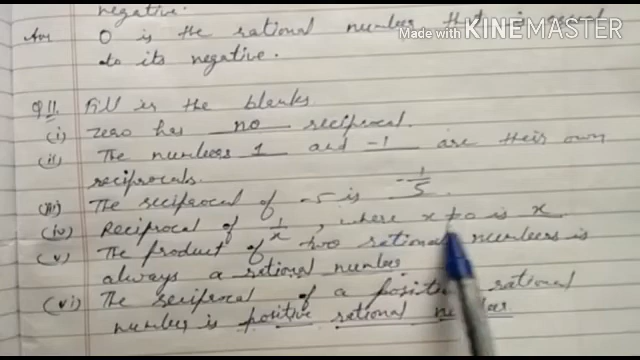 negative.
Made with KINEMASTER
Ans 0 is the rational number that is equal
to its negative.
Q11. Fill in the blanks
(i) Zero has no reciprocal.
(ii) The numbers 1 and -1 are their own
reciprocals.
(iii) The reciprocal of -5 is -1/5.
(iv) Reciprocal of 1/x, where x ≠ 0 is x
(v) The product of two rational numbers is
always a rational number
(vi) The reciprocal of a positive rational
number is positive rational number.